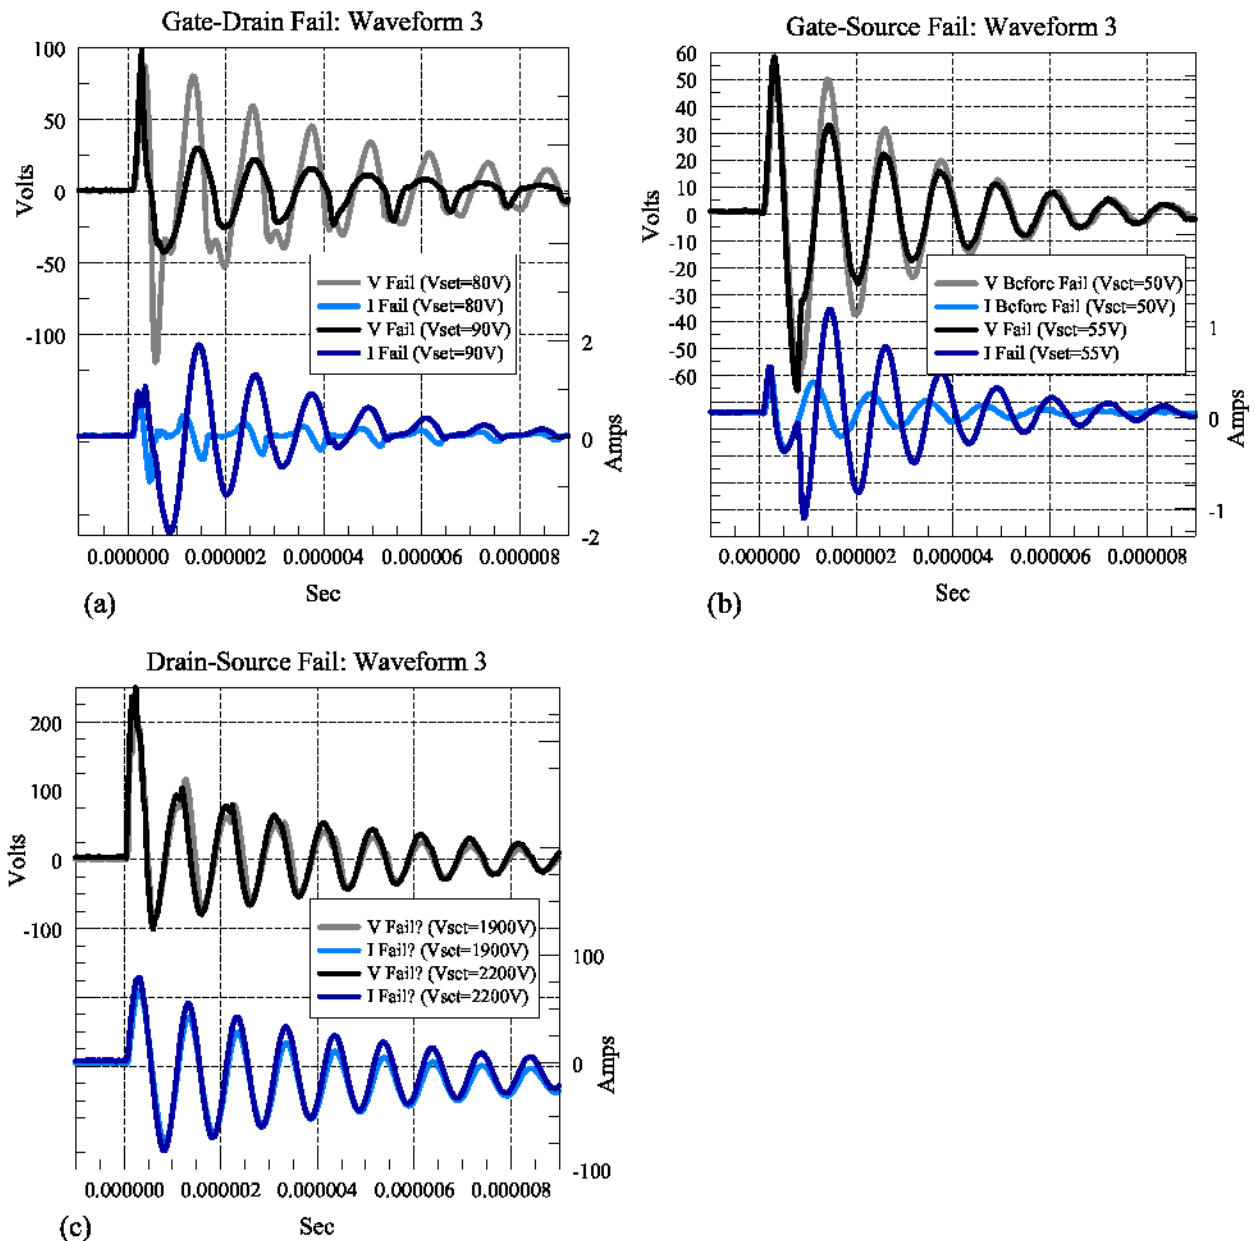 Gate-Drain Fail: Waveform 3
100
50
0
-50
-100
Volts
V Fail (Vset=80V)
I Fail (Vset=80V)
V Fail (Vset=90V)
I Fail (Vset=90V)
2
0
-2
Amps
0.000000 0.000002 0.000004 0.000006 0.000008
Sec
(a)
Gate-Source Fail: Waveform 3
60
50
40
30
20
10
0
-10
-20
-30
-40
-50
-60
Volts
V Before Fail (Vset=50V)
I Before Fail (Vset=50V)
V Fail (Vset=55V)
I Fail (Vset=55V)
1
0
-1
Amps
0.000000 0.000002 0.000004 0.000006 0.000008
Sec
(b)
Drain-Source Fail: Waveform 3
200
100
0
-100
Volts
V Fail? (Vset=1900V)
I Fail? (Vset=1900V)
V Fail? (Vset=2200V)
I Fail? (Vset=2200V)
100
0
-100
Amps
0.000000 0.000002 0.000004 0.000006 0.000008
Sec
(c)